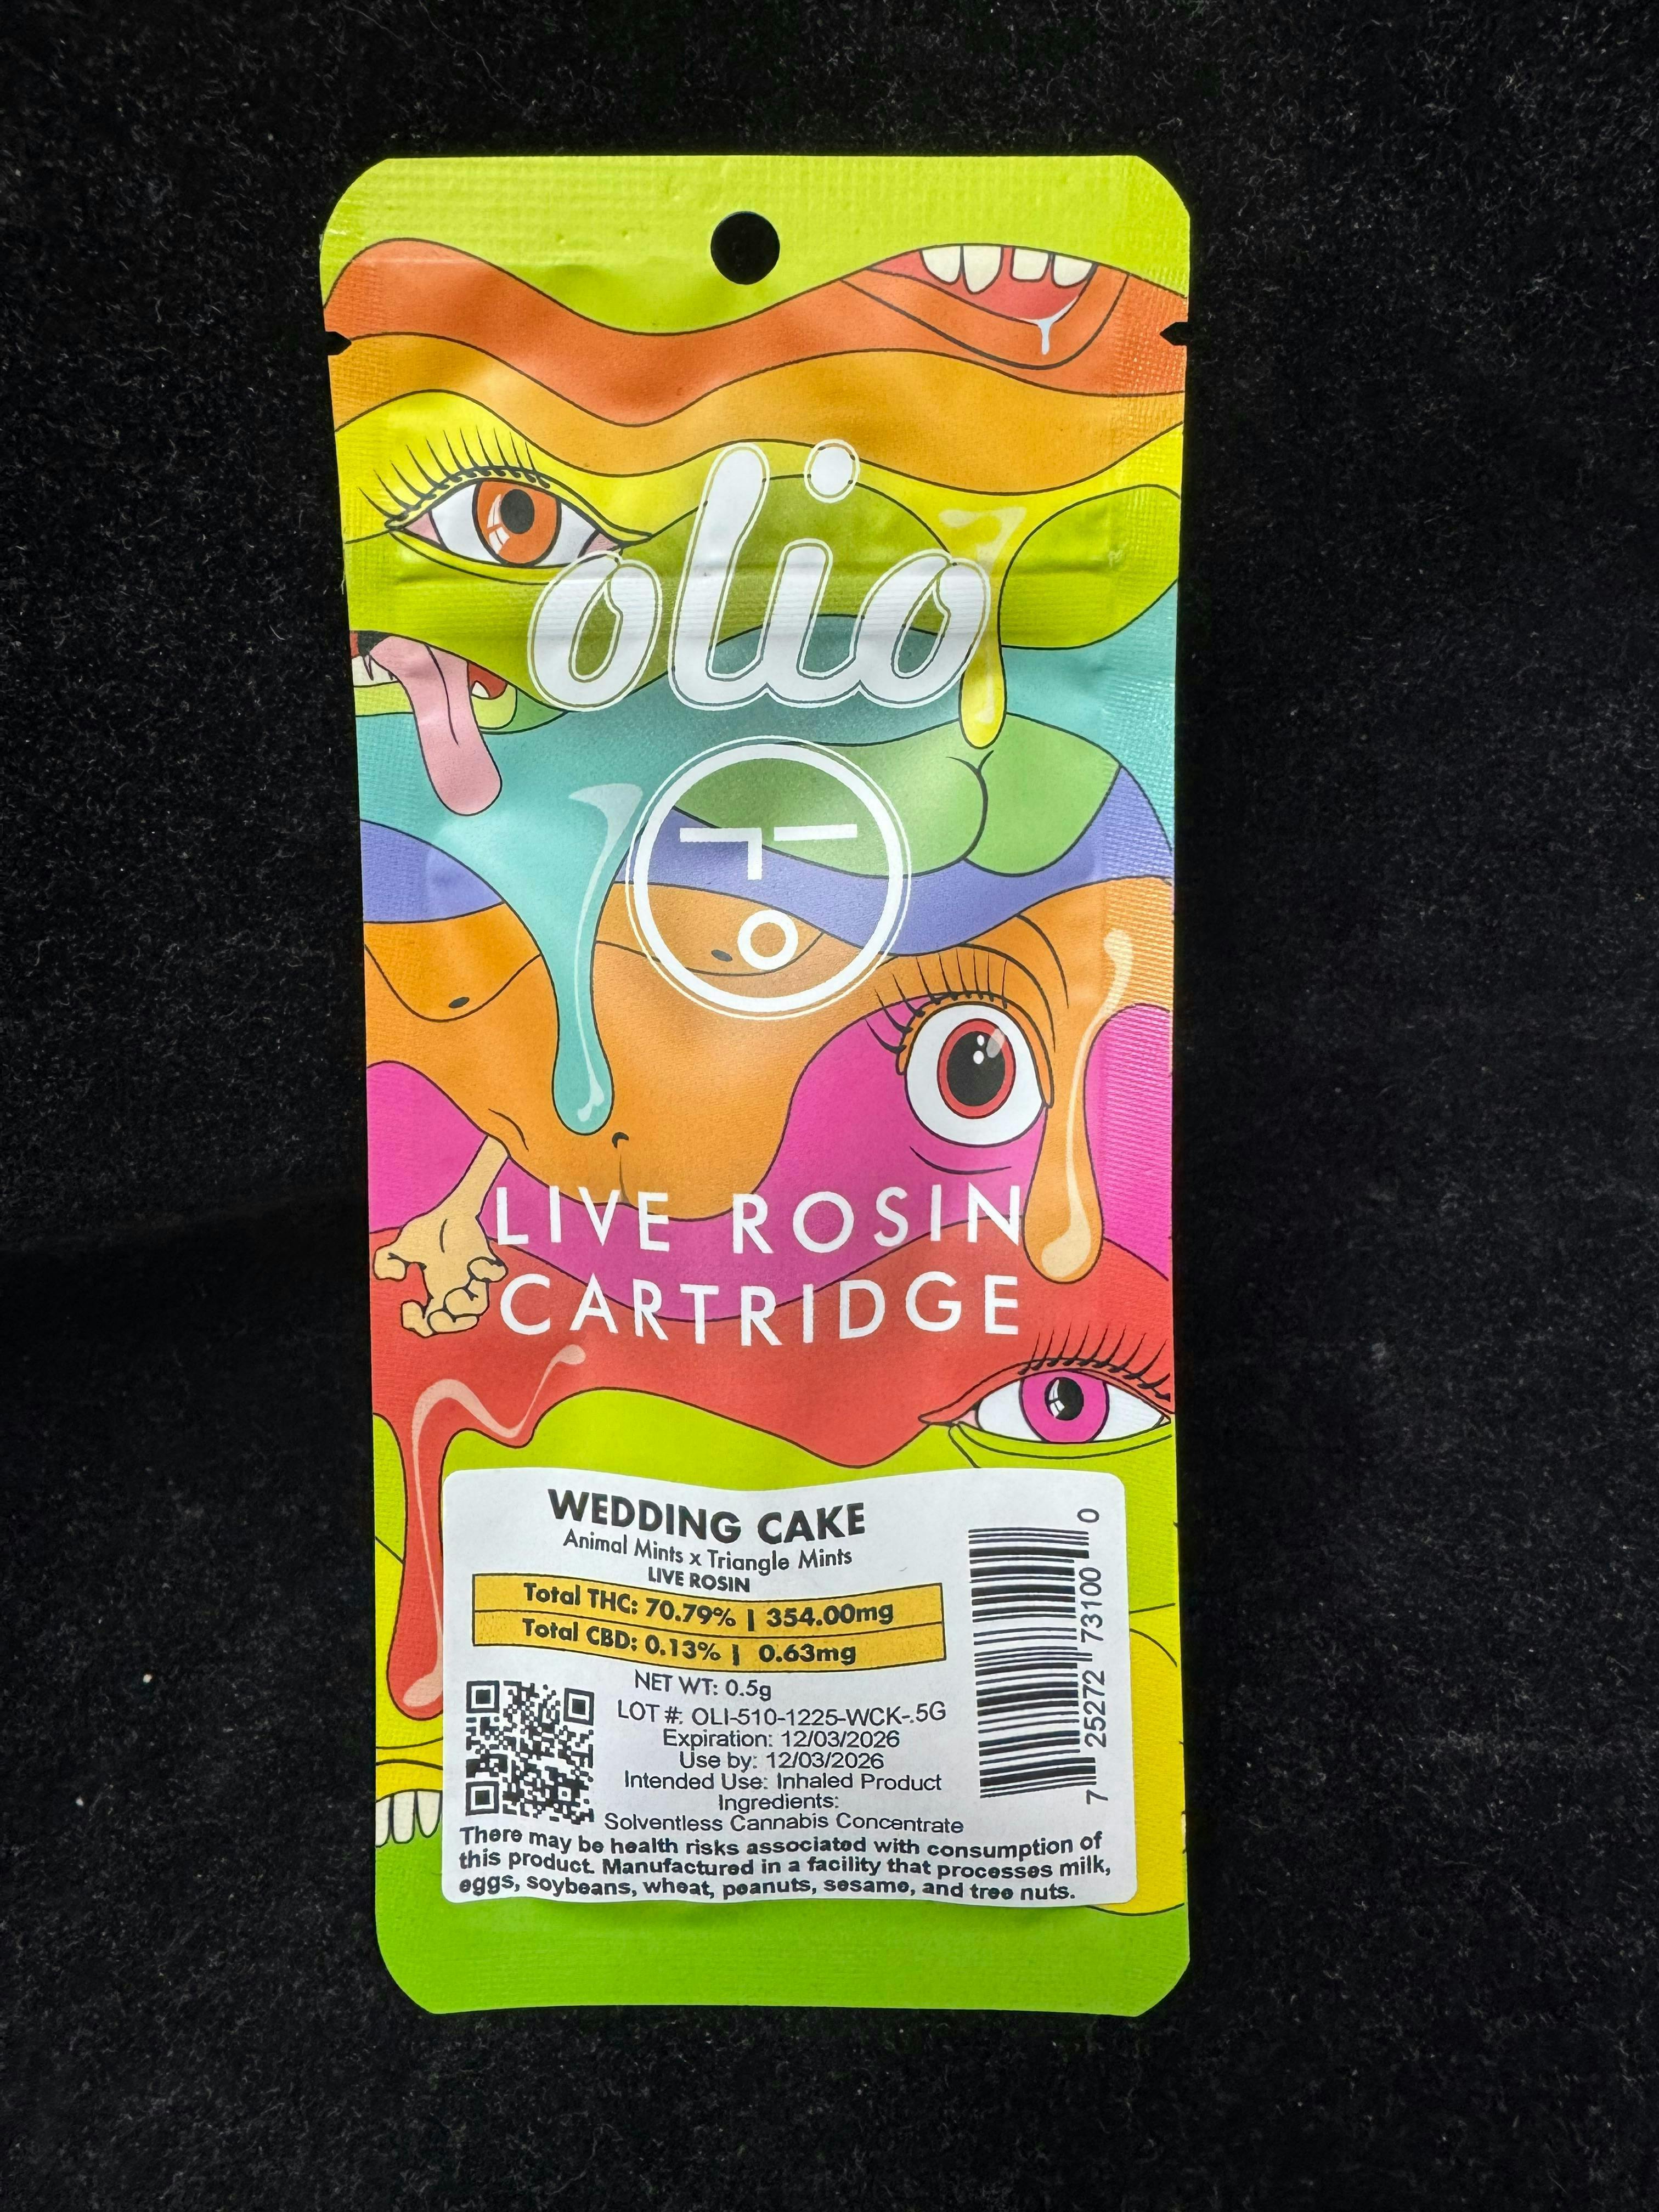 olio
LIVE ROSIN
CARTRIDGE
WEDDING CAKE
Animal Mints x Triangle Mints
LIVE ROSIN
Total THC: 70.79% | 354.00mg
Total CBD: 0.13% | 0.63mg
NET WT: 0.5g
LOT #: OLI-510-1225-WCK-.5G
Expiration: 12/03/2026
Use by: 12/03/2026
Intended Use: Inhaled Product
Ingredients:
Solventless Cannabis Concentrate
There may be health risks associated with consumption of
this product. Manufactured in a facility that processes milk,
eggs, soybeans, wheat, peanuts, sesame, and tree nuts.
7 25272 73100 0